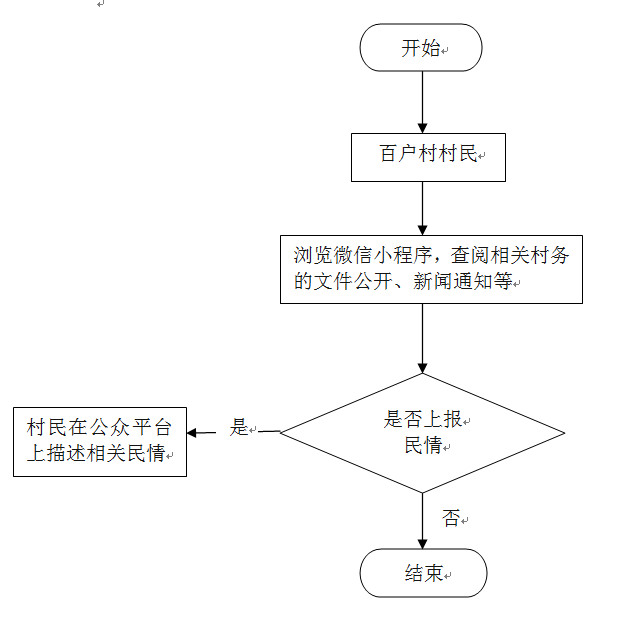 开始
百户村村民
浏览微信小程序，查阅相关村务
的文件公开、新闻通知等
是否上报
民情
是
村民在公众平台
上描述相关民情
否
结束